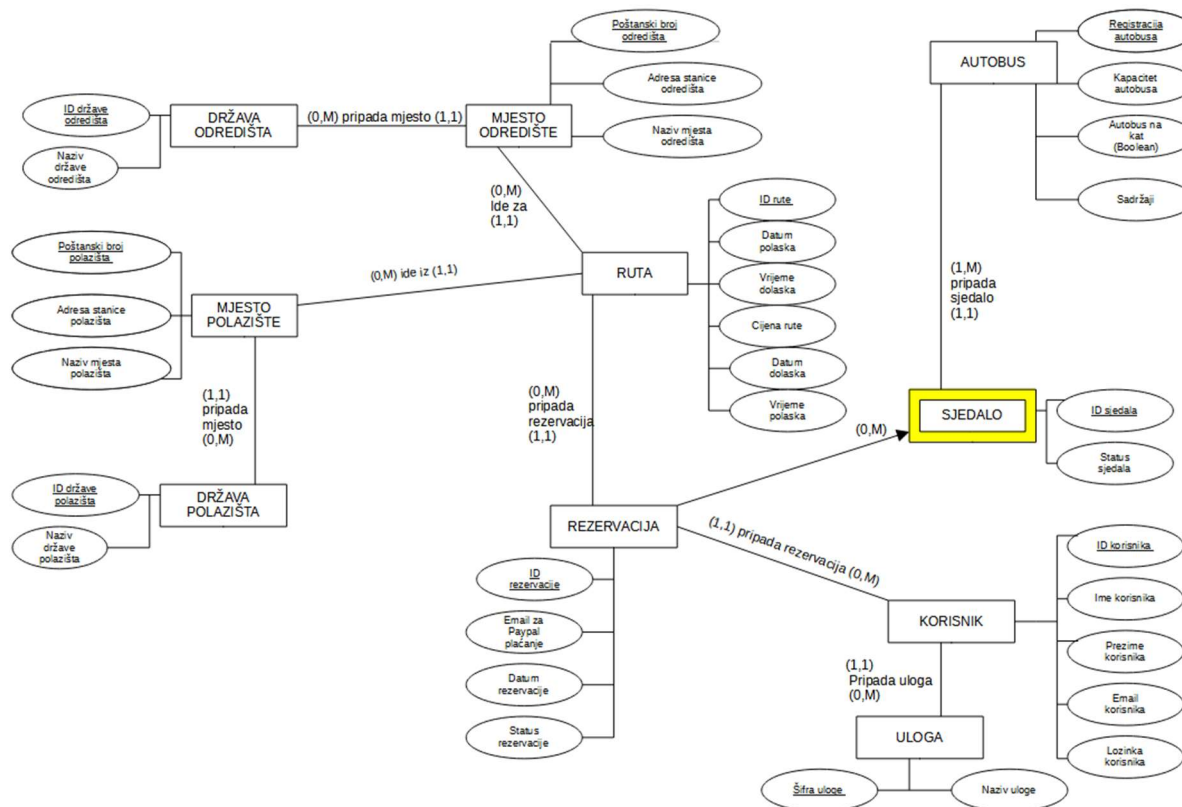 Poštanski broj
odredišta
Adresa stanice
odredišta
Naziv mjesta
odredišta
ID države
odredišta
Naziv
države
odredišta
DRŽAVA
ODREDIŠTA
(0,M) pripada mjesto (1,1)
MJESTO
ODREDIŠTE
Registracija
autobusa
AUTOBUS
Kapacitet
autobusa
Autobus na
kat
(Boolean)
Sadržaji
(0,M)
Ide za
(1,1)
Poštanski broj
polazišta
Adresa stanice
polazišta
Naziv mjesta
polazišta
MJESTO
POLAZIŠTE
(0,M) ide iz (1,1)
RUTA
ID rute
Datum
polaska
Vrijeme
dolaska
Cijena rute
Datum
dolaska
Vrijeme
polaska
(1,M)
pripada
sjedalo
(1,1)
(1,1)
pripada
mjesto
(0,M)
(0,M)
pripada
rezervacija
(1,1)
(0,M)
SJEDALO
ID sjedala
Status
sjedala
ID države
polazišta
Naziv
države
polazišta
DRŽAVA
POLAZIŠTA
REZERVACIJA
(1,1) pripada rezervacija (0,M)
ID
rezervacije
Email za
Paypal
plaćanje
Datum
rezervacije
Status
rezervacije
KORISNIK
ID korisnika
Ime korisnika
Prezime
korisnika
Email
korisnika
Lozinka
korisnika
(1,1)
Pripada uloga
(0,M)
ULOGA
Šifra uloge
Naziv uloge